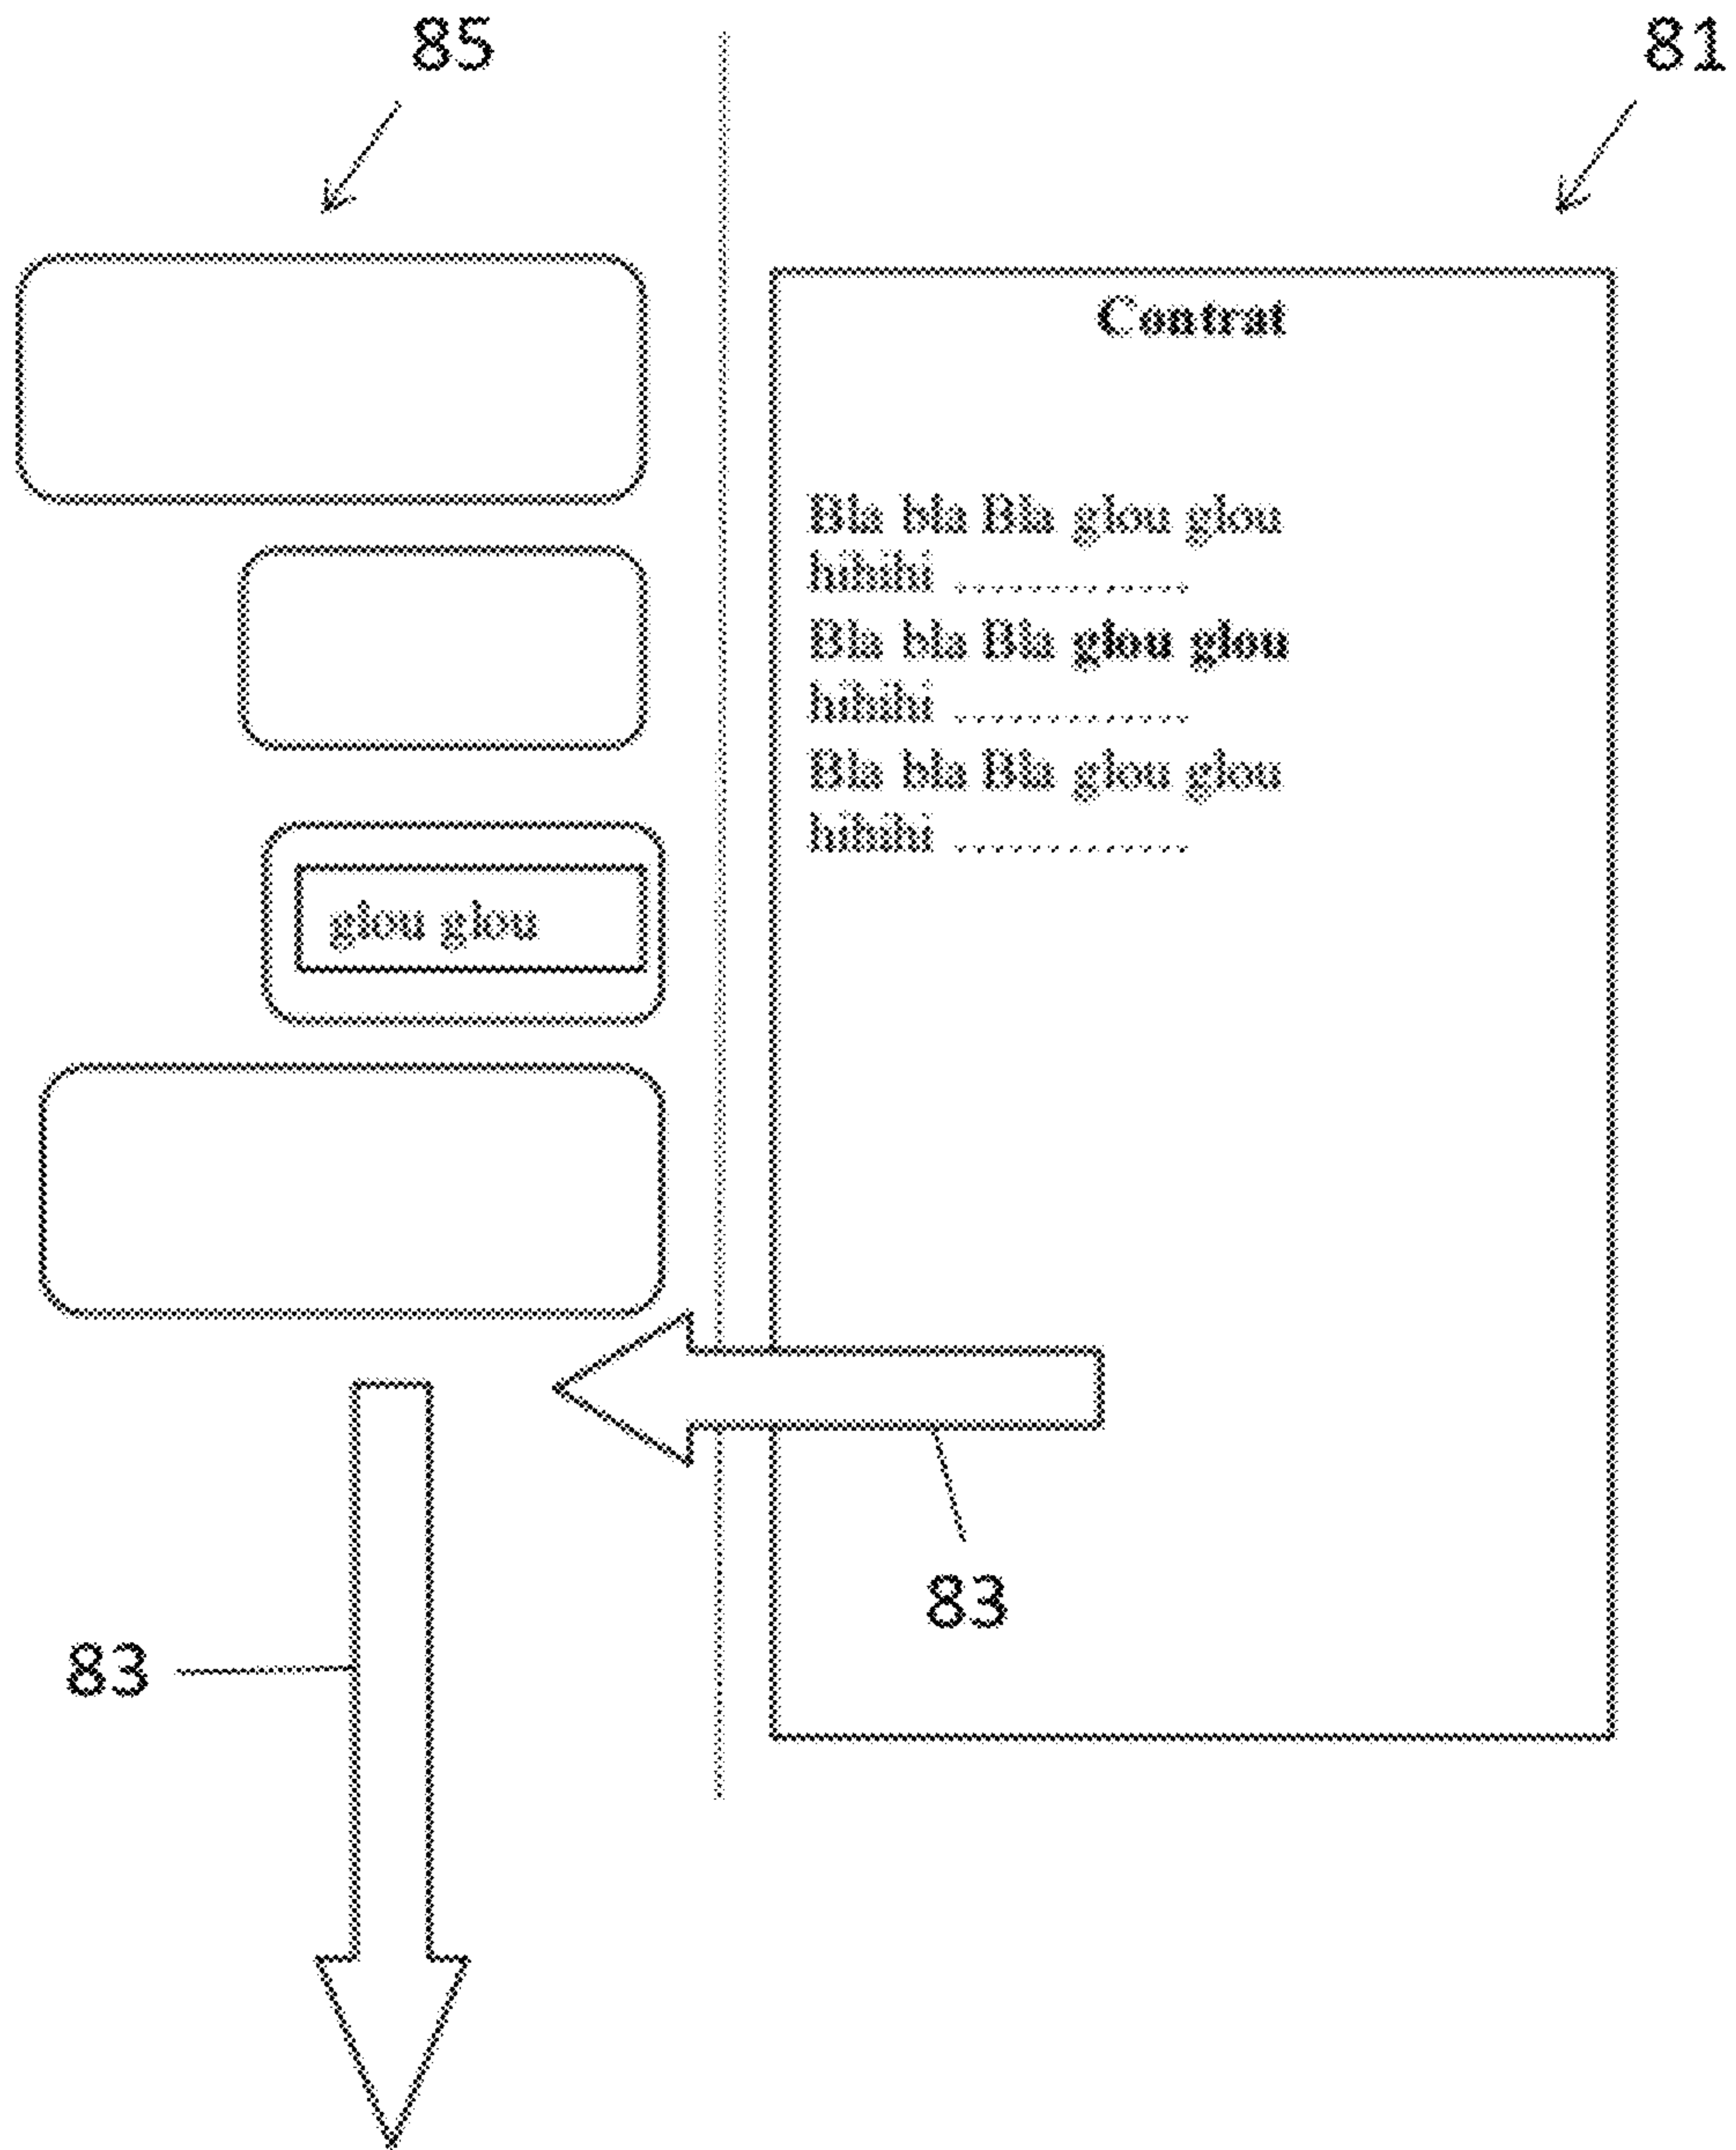 85
81
Contrat
Bla bla Bla glou glou
hihihi .............
Bla bla Bla glou glou
hihihi .............
Bla bla Bla glou glou
hihihi .............
glou glou
83
83